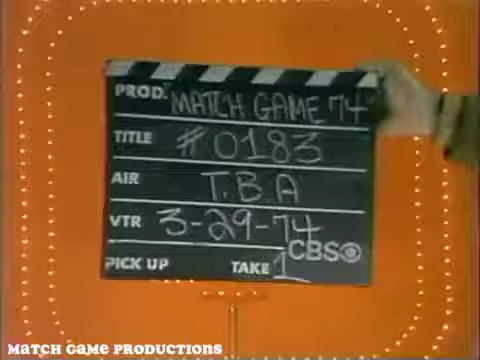 PROD. "MATCH GAME 74"
TITLE #0183
AIR T.B.A
VTR 3-29-74
CBS
PICK UP TAKE 1
MATCH GAME PRODUCTIONS